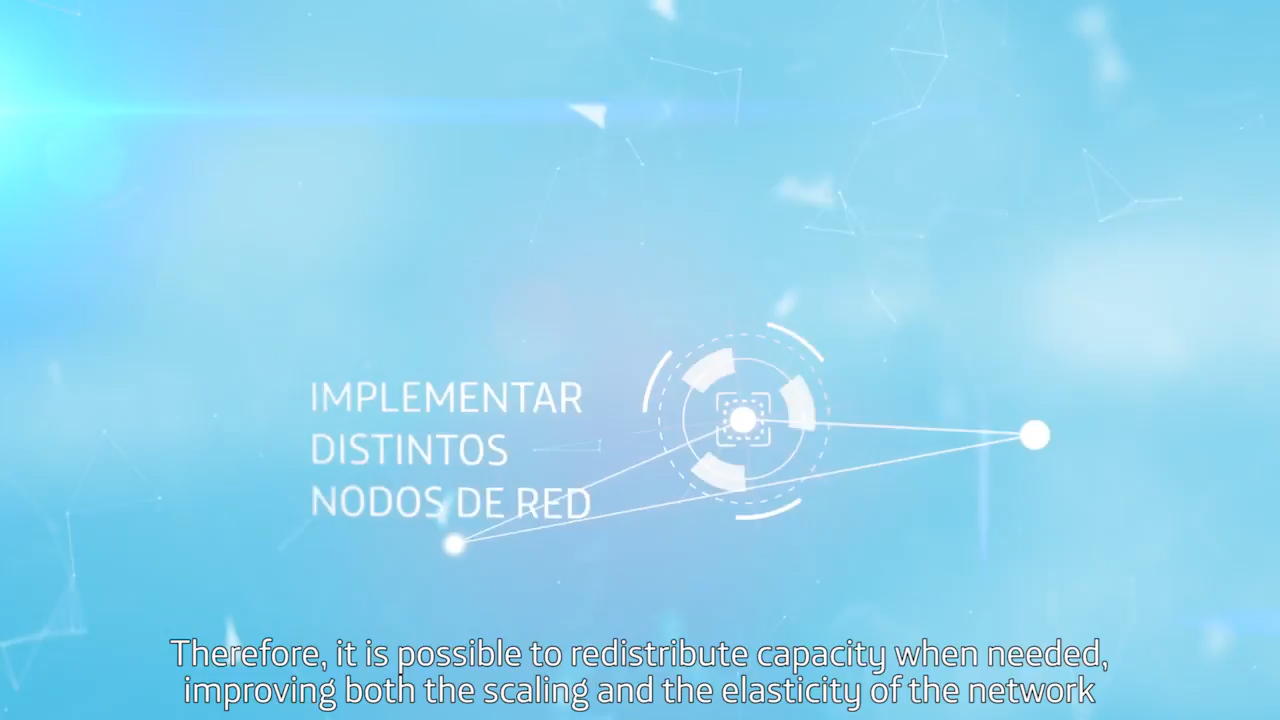 IMPLEMENTAR
DISTINTOS
NODOS DE RED
Therefore, it is possible to redistribute capacity when needed,
improving both the scaling and the elasticity of the network